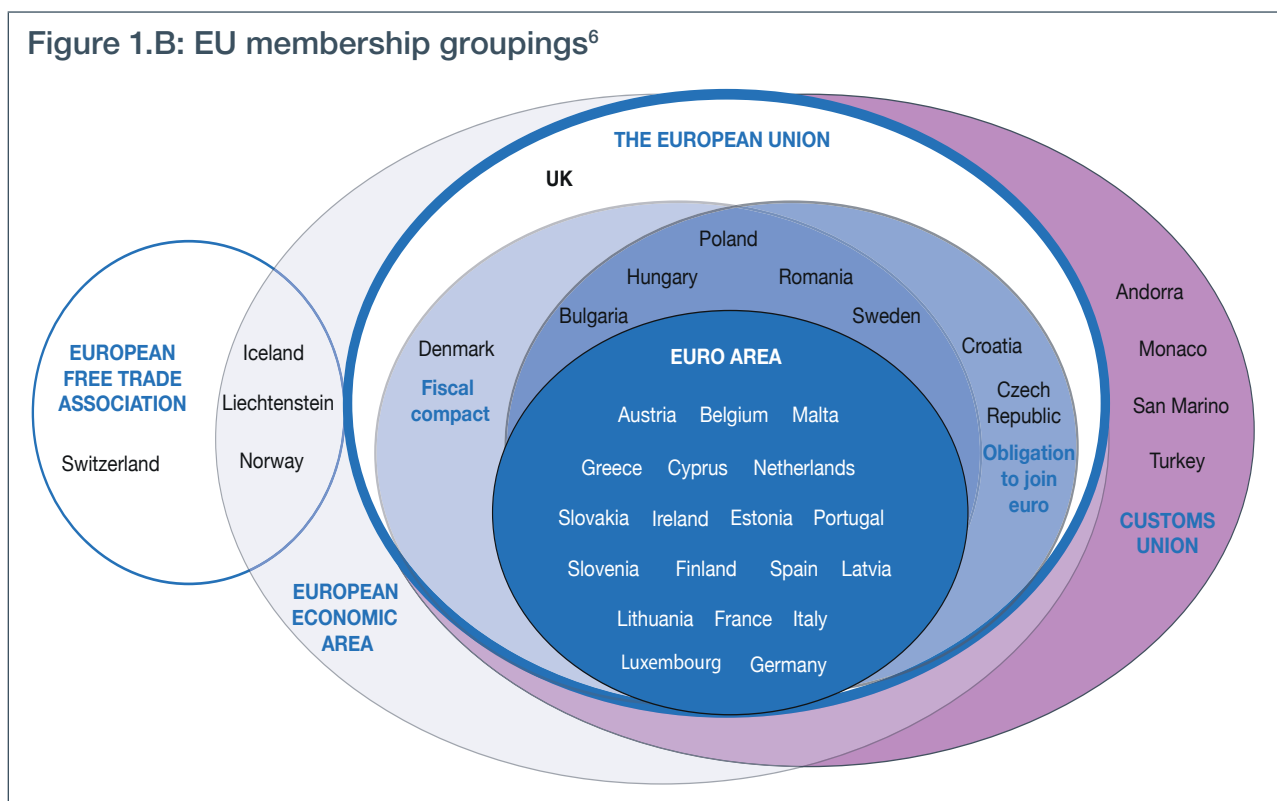 Figure 1.B: EU membership groupings6
THE EUROPEAN UNION
UK
Poland
Hungary Romania
Bulgaria Sweden
EUROPEAN
FREE TRADE
ASSOCIATION
Switzerland
Iceland
Liechtenstein
Norway
EUROPEAN
ECONOMIC
AREA
Denmark
Fiscal
compact
EURO AREA
Austria Belgium Malta
Greece Cyprus Netherlands
Slovakia Ireland Estonia Portugal
Slovenia Finland Spain Latvia
Lithuania France Italy
Luxembourg Germany
Croatia
Czech
Republic
Obligation
to join
euro
Andorra
Monaco
San Marino
Turkey
CUSTOMS
UNION